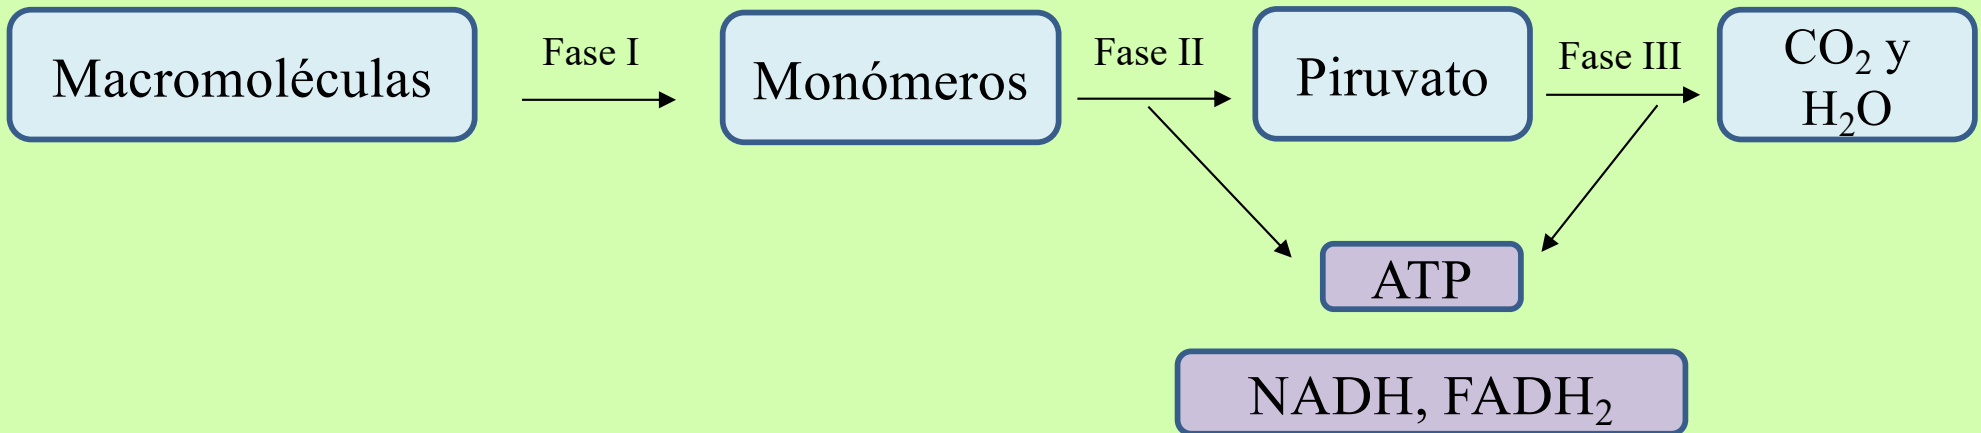 Macromoléculas
Fase I
Monómeros
Fase II
Piruvato
Fase III
CO₂ y
H₂O
ATP
NADH, FADH₂